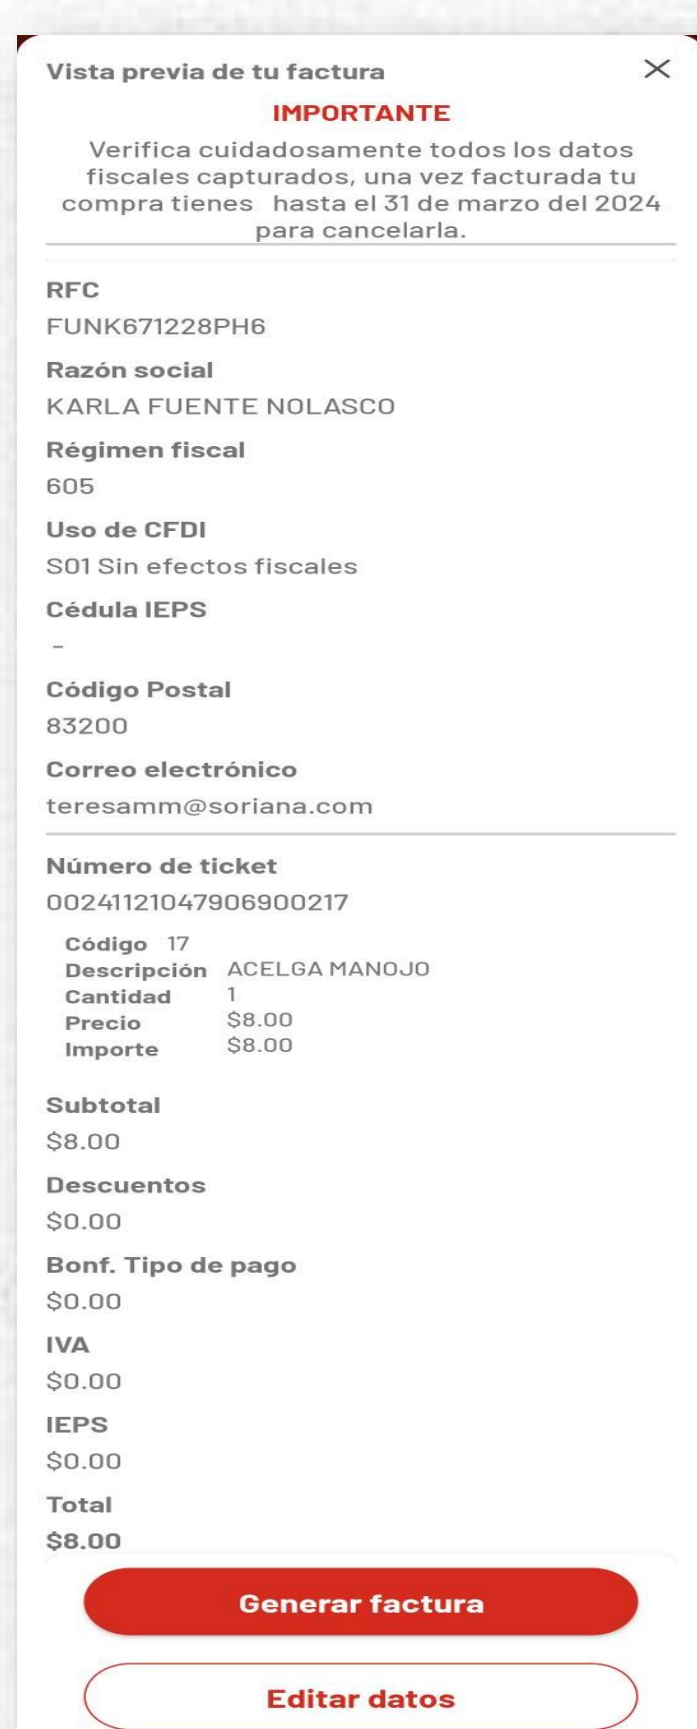 Vista previa de tu factura
IMPORTANTE
Verifica cuidadosamente todos los datos
fiscales capturados, una vez facturada tu
compra tienes hasta el 31 de marzo del 2024
para cancelarla.
RFC
FUNK671228PH6
Razón social
KARLA FUENTE NOLASCO
Régimen fiscal
605
Uso de CFDI
S01 Sin efectos fiscales
Cédula IEPS
-
Código Postal
83200
Correo electrónico
teresamm@soriana.com
Número de ticket
00241121047906900217
Código 17
Descripción ACELGA MANOJO
Cantidad 1
Precio $8.00
Importe $8.00
Subtotal
$8.00
Descuentos
$0.00
Bonf. Tipo de pago
$0.00
IVA
$0.00
IEPS
$0.00
Total
$8.00
Generar factura
Editar datos